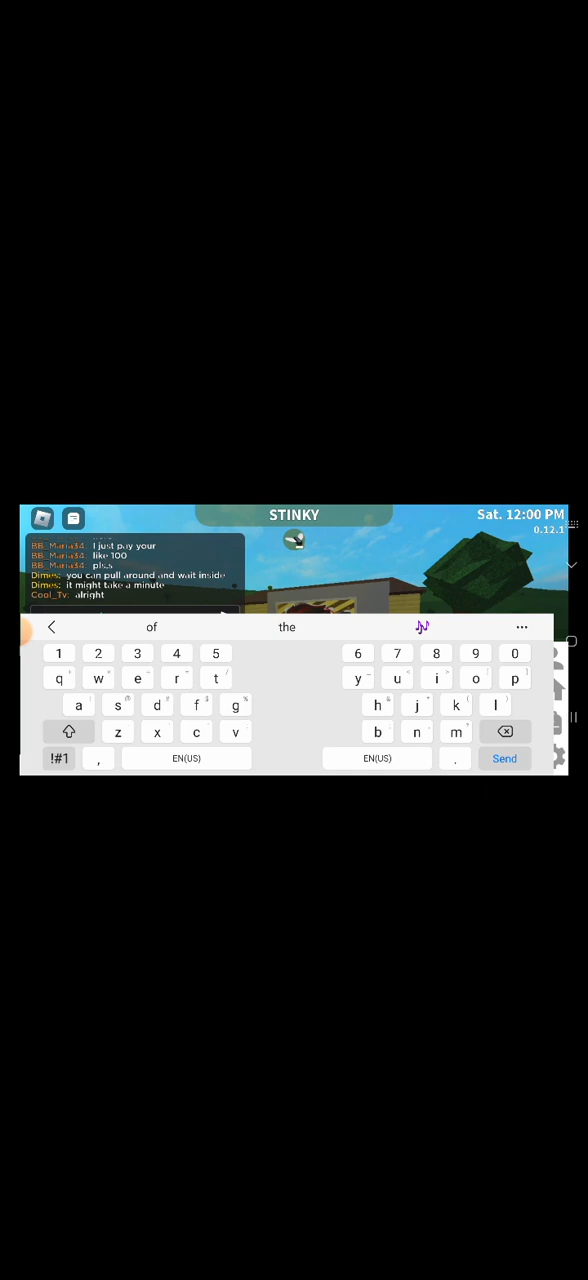 STINKY
Sat. 12:00 PM
0.12.1
BB_Maria34: I just pay your
BB_Maria34: like 100
BB_Maria34: pls,s
Dimes: you can pull around and wait inside
Dimes: it might take a minute
Cool_Tv: alright
of the
1 2 3 4 5 6 7 8 9 0
q w e r t y u i o p
a s d f g h j k l
z x c v b n m
!#1 , EN(US) EN(US) . Send